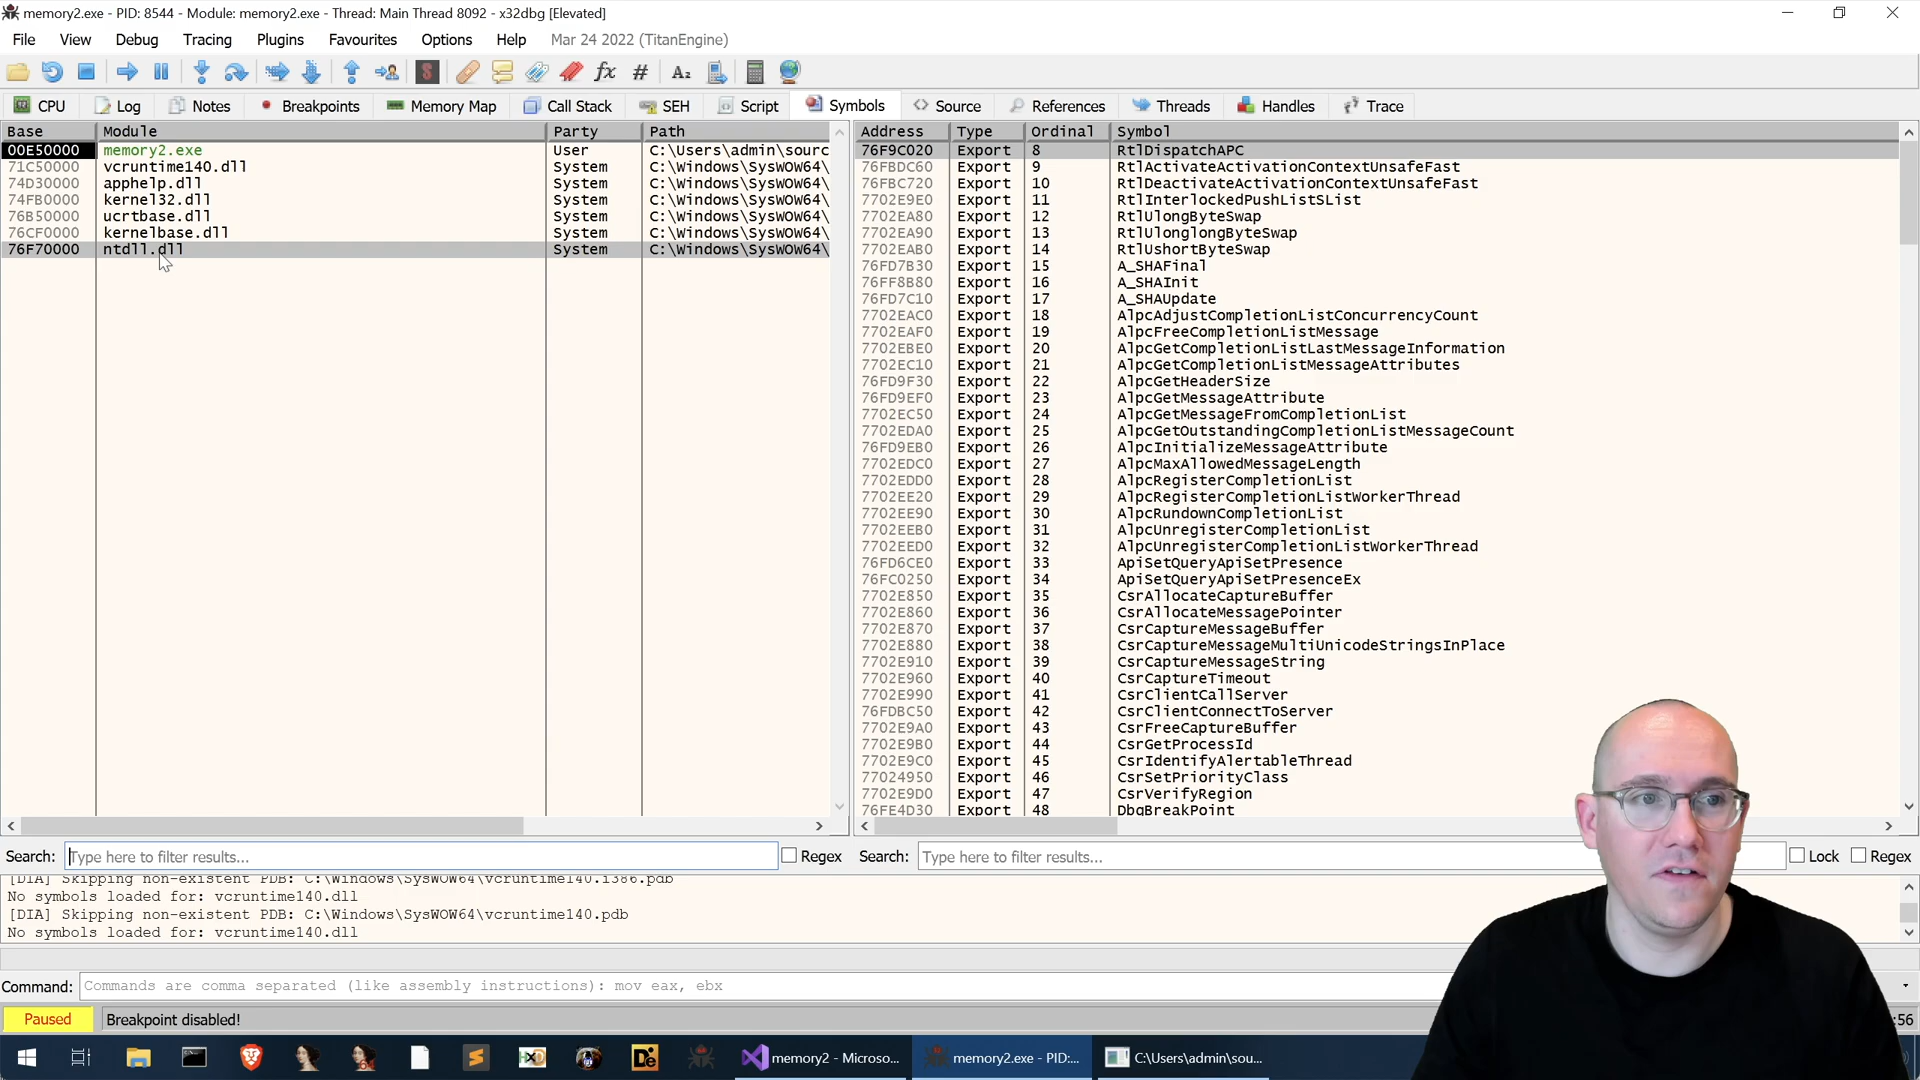 memory2.exe - PID: 8544 - Module: memory2.exe - Thread: Main Thread 8092 - x32dbg [Elevated]
File View Debug Tracing Plugins Favourites Options Help Mar 24 2022 (TitanEngine)
CPU Log Notes Breakpoints Memory Map Call Stack SEH Script Symbols Source References Threads Handles Trace
Base Module Party Path
00E50000 memory2.exe User C:\Users\admin\sourc
71C50000 vcruntime140.dll System C:\Windows\SysWOW64\
74D30000 apphelp.dll System C:\Windows\SysWOW64\
74FB0000 kernel32.dll System C:\Windows\SysWOW64\
76B50000 ucrtbase.dll System C:\Windows\SysWOW64\
76CF0000 kernelbase.dll System C:\Windows\SysWOW64\
76F70000 ntdll.dll System C:\Windows\SysWOW64\
Address Type Ordinal Symbol
76F9C020 Export 8 RtlDispatchAPC
76FBDC60 Export 9 RtlActivateActivationContextUnsafeFast
76FBC720 Export 10 RtlDeactivateActivationContextUnsafeFast
7702E9E0 Export 11 RtlInterlockedPushListSList
7702EA80 Export 12 RtlUlongByteSwap
7702EA90 Export 13 RtlUlonglongByteSwap
7702EAB0 Export 14 RtlUshortByteSwap
76FD7B30 Export 15 A_SHAFinal
76FF8B80 Export 16 A_SHAInit
76FD7C10 Export 17 A_SHAUpdate
7702EAC0 Export 18 AlpcAdjustCompletionListConcurrencyCount
7702EAF0 Export 19 AlpcFreeCompletionListMessage
7702EBE0 Export 20 AlpcGetCompletionListLastMessageInformation
7702EC10 Export 21 AlpcGetCompletionListMessageAttributes
76FD9F30 Export 22 AlpcGetHeaderSize
76FD9EF0 Export 23 AlpcGetMessageAttribute
7702EC50 Export 24 AlpcGetMessageFromCompletionList
7702EDA0 Export 25 AlpcGetOutstandingCompletionListMessageCount
76FD9EB0 Export 26 AlpcInitializeMessageAttribute
7702EDC0 Export 27 AlpcMaxAllowedMessageLength
7702EDD0 Export 28 AlpcRegisterCompletionList
7702EE20 Export 29 AlpcRegisterCompletionListWorkerThread
7702EE90 Export 30 AlpcRundownCompletionList
7702EEB0 Export 31 AlpcUnregisterCompletionList
7702EED0 Export 32 AlpcUnregisterCompletionListWorkerThread
76FD6CE0 Export 33 ApiSetQueryApiSetPresence
76FC0250 Export 34 ApiSetQueryApiSetPresenceEx
7702E850 Export 35 CsrAllocateCaptureBuffer
7702E860 Export 36 CsrAllocateMessagePointer
7702E870 Export 37 CsrCaptureMessageBuffer
7702E880 Export 38 CsrCaptureMessageMultiUnicodeStringsInPlace
7702E910 Export 39 CsrCaptureMessageString
7702E960 Export 40 CsrCaptureTimeout
7702E990 Export 41 CsrClientCallServer
76FDBC50 Export 42 CsrClientConnectToServer
7702E9A0 Export 43 CsrFreeCaptureBuffer
7702E9B0 Export 44 CsrGetProcessId
7702E9C0 Export 45 CsrIdentifyAlertableThread
77024950 Export 46 CsrSetPriorityClass
7702E9D0 Export 47 CsrVerifyRegion
76FE4D30 Export 48 DbgBreakPoint
Search: Type here to filter results... Regex Search: Type here to filter results... Lock Regex
[DIA] Skipping non-existent PDB: C:\Windows\SysWOW64\vcruntime140.i386.pdb
No symbols loaded for: vcruntime140.dll
[DIA] Skipping non-existent PDB: C:\Windows\SysWOW64\vcruntime140.pdb
No symbols loaded for: vcruntime140.dll
Command: Commands are comma separated (like assembly instructions): mov eax, ebx
Paused Breakpoint disabled! :56
memory2 - Microso... memory2.exe - PID:... C:\Users\admin\sou...